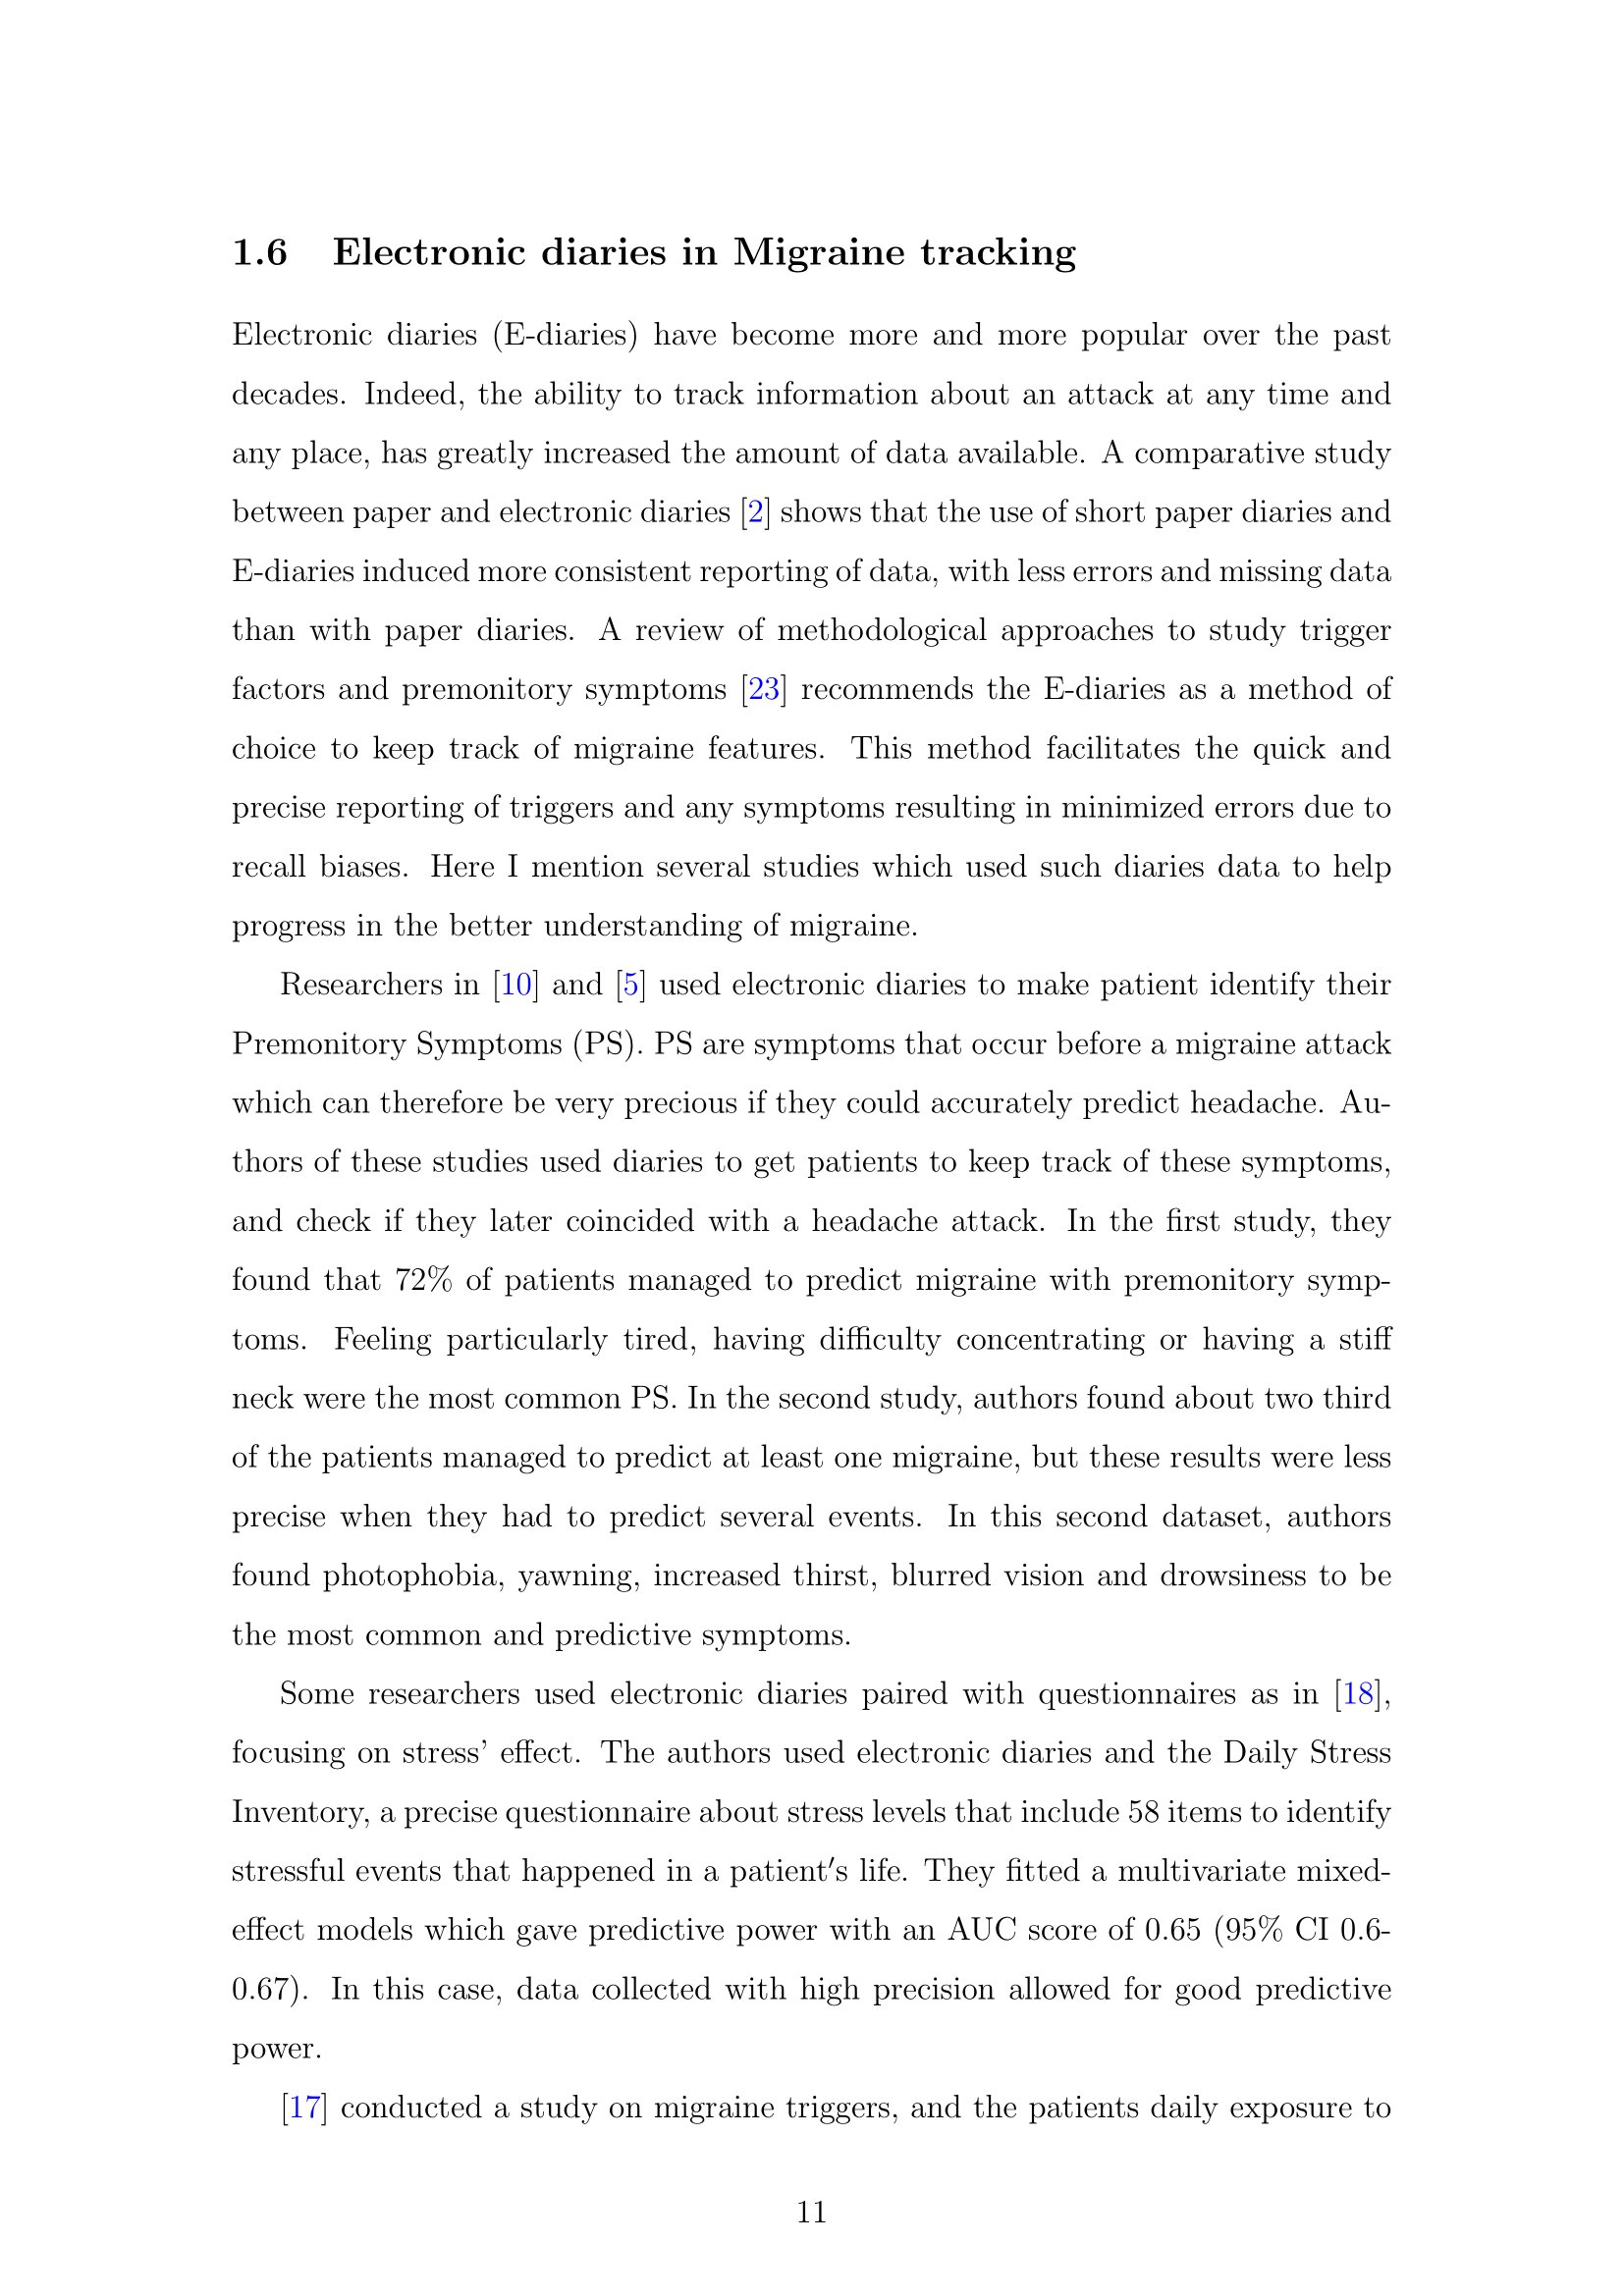 1.6 Electronic diaries in Migraine tracking
Electronic diaries (E-diaries) have become more and more popular over the past
decades. Indeed, the ability to track information about an attack at any time and
any place, has greatly increased the amount of data available. A comparative study
between paper and electronic diaries [2] shows that the use of short paper diaries and
E-diaries induced more consistent reporting of data, with less errors and missing data
than with paper diaries. A review of methodological approaches to study trigger
factors and premonitory symptoms [23] recommends the E-diaries as a method of
choice to keep track of migraine features. This method facilitates the quick and
precise reporting of triggers and any symptoms resulting in minimized errors due to
recall biases. Here I mention several studies which used such diaries data to help
progress in the better understanding of migraine.
Researchers in [10] and [5] used electronic diaries to make patient identify their
Premonitory Symptoms (PS). PS are symptoms that occur before a migraine attack
which can therefore be very precious if they could accurately predict headache. Au-
thors of these studies used diaries to get patients to keep track of these symptoms,
and check if they later coincided with a headache attack. In the first study, they
found that 72% of patients managed to predict migraine with premonitory symp-
toms. Feeling particularly tired, having difficulty concentrating or having a stiff
neck were the most common PS. In the second study, authors found about two third
of the patients managed to predict at least one migraine, but these results were less
precise when they had to predict several events. In this second dataset, authors
found photophobia, yawning, increased thirst, blurred vision and drowsiness to be
the most common and predictive symptoms.
Some researchers used electronic diaries paired with questionnaires as in [18],
focusing on stress’ effect. The authors used electronic diaries and the Daily Stress
Inventory, a precise questionnaire about stress levels that include 58 items to identify
stressful events that happened in a patient′s life. They fitted a multivariate mixed-
effect models which gave predictive power with an AUC score of 0.65 (95% CI 0.6-
0.67). In this case, data collected with high precision allowed for good predictive
power.
[17] conducted a study on migraine triggers, and the patients daily exposure to
11